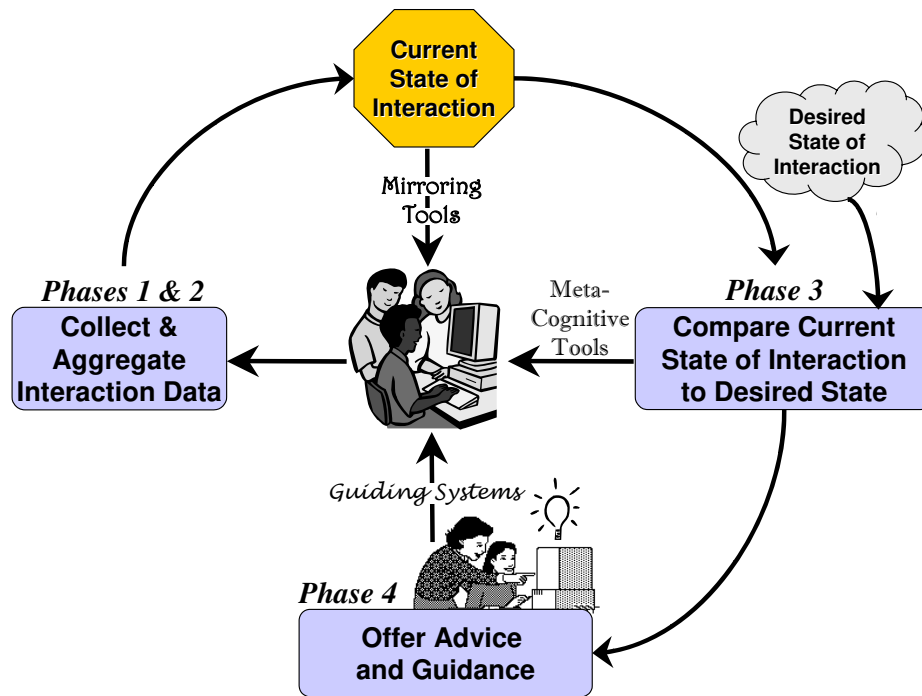 Current
State of
Interaction
Desired
State of
Interaction
Mirroring
Tools
Phases 1 & 2
Collect &
Aggregate
Interaction Data
Meta-
Cognitive
Tools
Phase 3
Compare Current
State of Interaction
to Desired State
Guiding Systems
Phase 4
Offer Advice
and Guidance